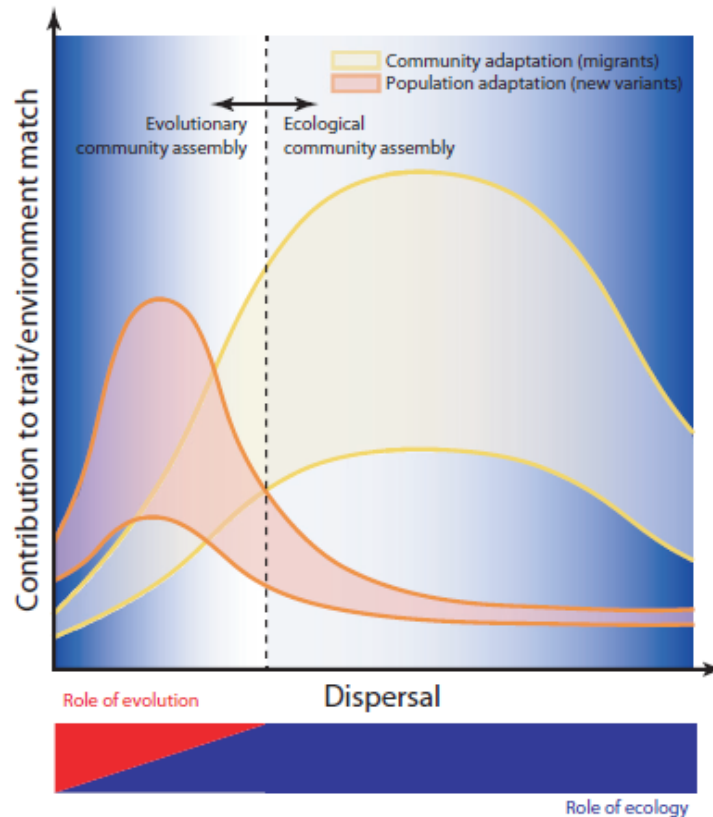 Community adaptation (migrants)
Population adaptation (new variants)
Evolutionary
community assembly
Ecological
community assembly
Contribution to trait/environment match
Dispersal
Role of evolution
Role of ecology